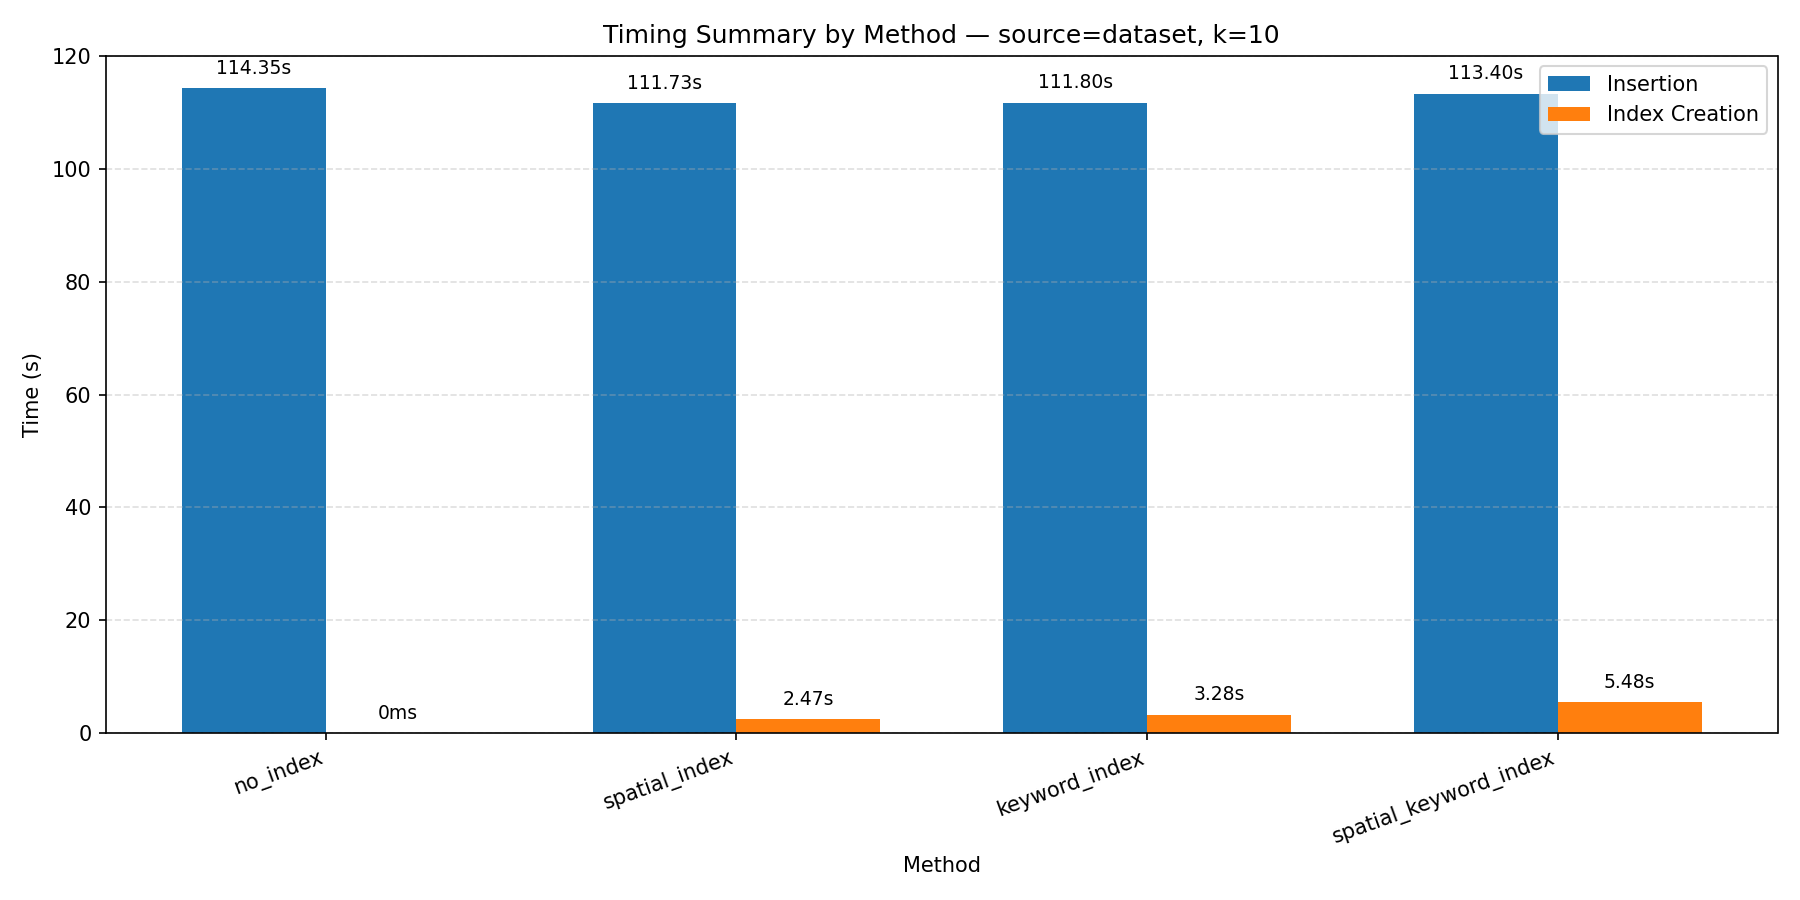 Timing Summary by Method — source=dataset, k=10
120
100
80
60
40
20
0
Time (s)
114.35s
0ms
111.73s
2.47s
111.80s
3.28s
113.40s
5.48s
Insertion
Index Creation
no_index
spatial_index
keyword_index
spatial_keyword_index
Method